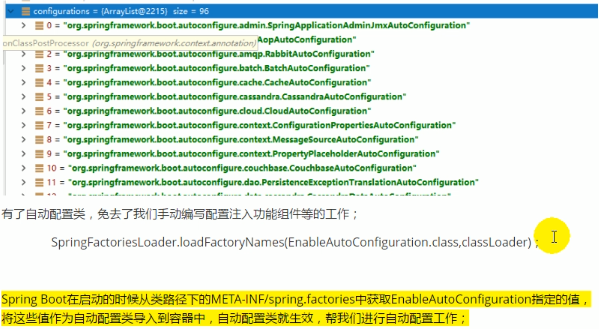 configurations = {ArrayList@2215} size = 96
0 = "org.springframework.boot.autoconfigure.admin.SpringApplicationAdminJmxAutoConfiguration"
onClassPostProcessor (org.springframework.context.annotation) AopAutoConfiguration"
2 = "org.springframework.boot.autoconfigure.amqp.RabbitAutoConfiguration"
3 = "org.springframework.boot.autoconfigure.batch.BatchAutoConfiguration"
4 = "org.springframework.boot.autoconfigure.cache.CacheAutoConfiguration"
5 = "org.springframework.boot.autoconfigure.cassandra.CassandraAutoConfiguration"
6 = "org.springframework.boot.autoconfigure.cloud.CloudAutoConfiguration"
7 = "org.springframework.boot.autoconfigure.context.ConfigurationPropertiesAutoConfiguration"
8 = "org.springframework.boot.autoconfigure.context.MessageSourceAutoConfiguration"
9 = "org.springframework.boot.autoconfigure.context.PropertyPlaceholderAutoConfiguration"
10 = "org.springframework.boot.autoconfigure.couchbase.CouchbaseAutoConfiguration"
11 = "org.springframework.boot.autoconfigure.dao.PersistenceExceptionTranslationAutoConfiguration"
有了自动配置类，免去了我们手动编写配置注入功能组件等的工作；
SpringFactoriesLoader.loadFactoryNames(EnableAutoConfiguration.class,classLoader)；
Spring Boot在启动的时候从类路径下的META-INF/spring.factories中获取EnableAutoConfiguration指定的值，
将这些值作为自动配置类导入到容器中，自动配置类就生效，帮我们进行自动配置工作；